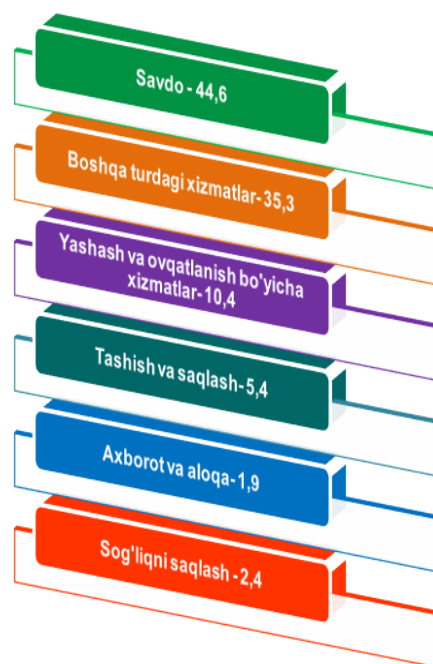 Savdo - 44,6
Boshqa turdagi xizmatlar- 35,3
Yashash va ovqatlanish bo'yicha
xizmatlar- 10,4
Tashish va saqlash- 5,4
Axborot va aloqa- 1,9
Sog'liqni saqlash - 2,4